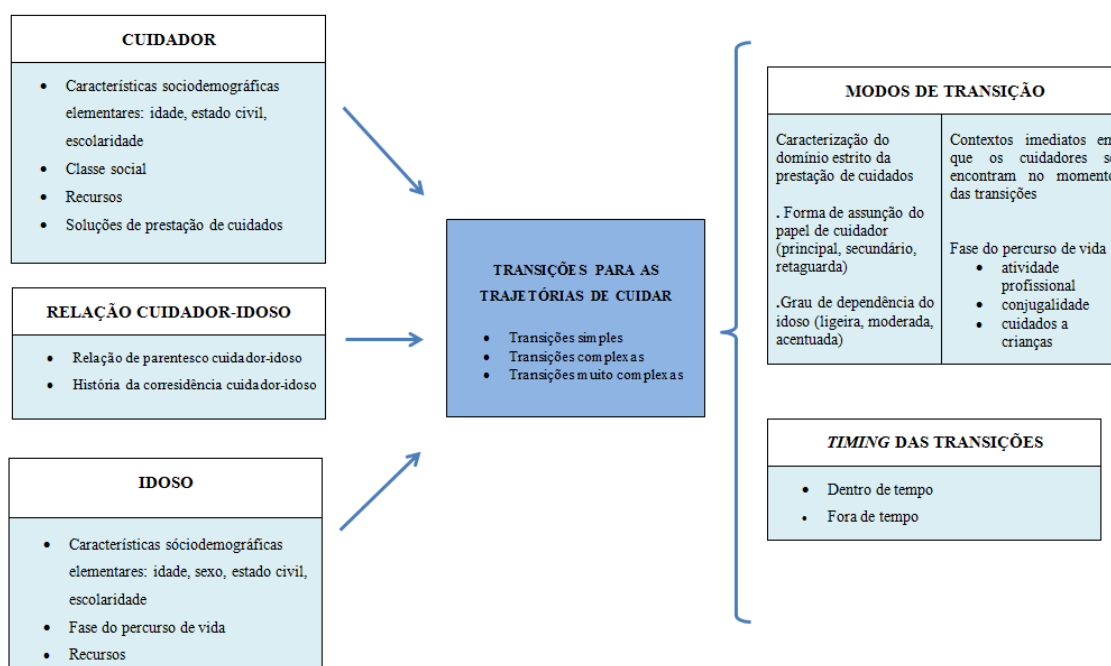 CUIDADOR
• Características sociodemográficas
elementares: idade, estado civil,
escolaridade
• Classe social
• Recursos
• Soluções de prestação de cuidados
RELAÇÃO CUIDADOR-IDOSO
• Relação de parentesco cuidador-idoso
• História da corresidência cuidador-idoso
IDOSO
• Características sóciodemográficas
elementares: idade, sexo, estado civil,
escolaridade
• Fase do percurso de vida
• Recursos
TRANSIÇÕES PARA AS
TRAJETÓRIAS DE CUIDAR
• Transições simples
• Transições complexas
• Transições muito complexas
MODOS DE TRANSIÇÃO
Caracterização do
domínio estrito da
prestação de cuidados
. Forma de assunção do
papel de cuidador
(principal, secundário,
retaguarda)
.Grau de dependência do
idoso (ligeira, moderada,
acentuada)
Contextos imediatos em
que os cuidadores se
encontram no momento
das transições
Fase do percurso de vida
• atividade
profissional
• conjugalidade
• cuidados a
crianças
TIMING DAS TRANSIÇÕES
• Dentro de tempo
• Fora de tempo